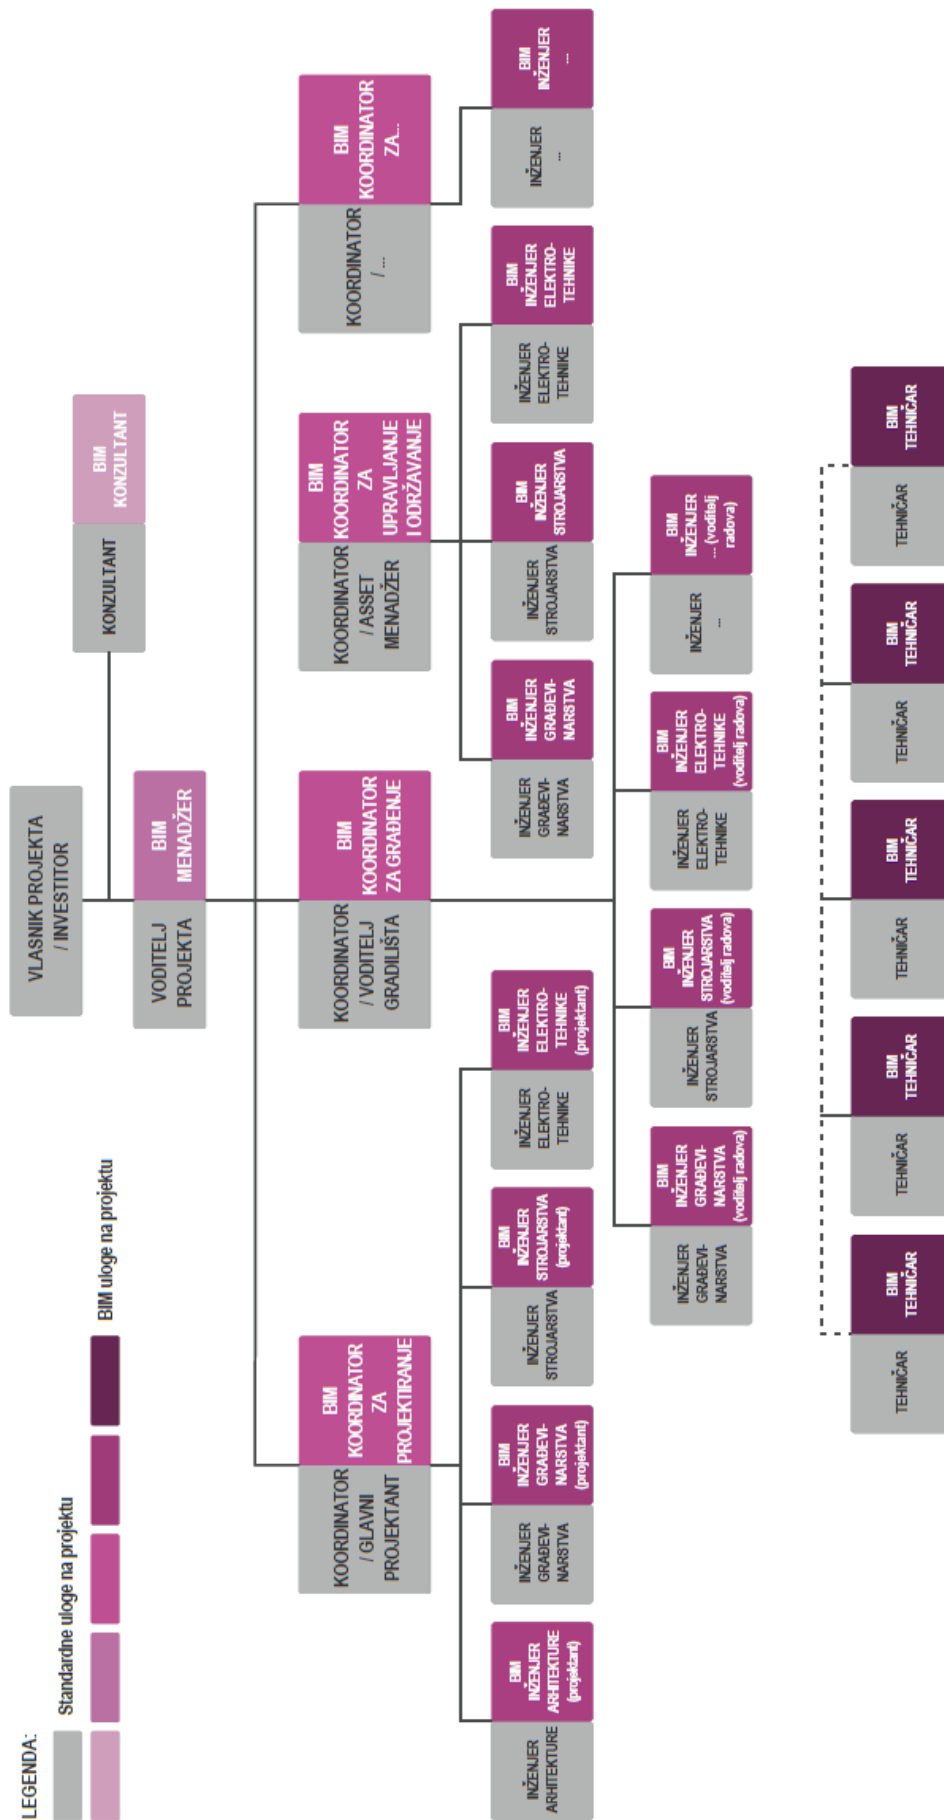 LEGENDA:
Standardne uloge na projektu
BIM uloge na projektu
VLASNIK PROJEKTA
/ INVESTITOR
KONZULTANT
BIM
KONZULTANT
VODITELJ
PROJEKTA
BIM
MENADŽER
KOORDINATOR
/ GLAVNI
PROJEKTANT
BIM
KOORDINATOR
ZA
PROJEKTIRANJE
KOORDINATOR
/ VODITELJ
GRADILIŠTA
BIM
KOORDINATOR
ZA GRAĐENJE
KOORDINATOR
/ ASSET
MENADŽER
BIM
KOORDINATOR
ZA
UPRAVLJANJE
I ODRŽAVANJE
KOORDINATOR
/ ...
BIM
KOORDINATOR
ZA...
INŽENJER
ARHITEKTURE
BIM
INŽENJER
ARHITEKTURE
(projektant)
INŽENJER
GRAĐEVI-
NARSTVA
BIM
INŽENJER
GRAĐEVI-
NARSTVA
(projektant)
INŽENJER
STROJARSTVA
BIM
INŽENJER
STROJARSTVA
(projektant)
INŽENJER
ELEKTRO-
TEHNIKE
BIM
INŽENJER
ELEKTRO-
TEHNIKE
(projektant)
INŽENJER
GRAĐEVI-
NARSTVA
BIM
INŽENJER
GRAĐEVI-
NARSTVA
INŽENJER
STROJARSTVA
BIM
INŽENJER
STROJARSTVA
INŽENJER
ELEKTRO-
TEHNIKE
BIM
INŽENJER
ELEKTRO-
TEHNIKE
INŽENJER
...
BIM
INŽENJER
...
INŽENJER
GRAĐEVI-
NARSTVA
BIM
INŽENJER
GRAĐEVI-
NARSTVA
(voditelj radova)
INŽENJER
STROJARSTVA
BIM
INŽENJER
STROJARSTVA
(voditelj radova)
INŽENJER
ELEKTRO-
TEHNIKE
BIM
INŽENJER
ELEKTRO-
TEHNIKE
(voditelj radova)
INŽENJER
...
BIM
INŽENJER
... (voditelj
radova)
TEHNIČAR
BIM
TEHNIČAR
TEHNIČAR
BIM
TEHNIČAR
TEHNIČAR
BIM
TEHNIČAR
TEHNIČAR
BIM
TEHNIČAR
TEHNIČAR
BIM
TEHNIČAR